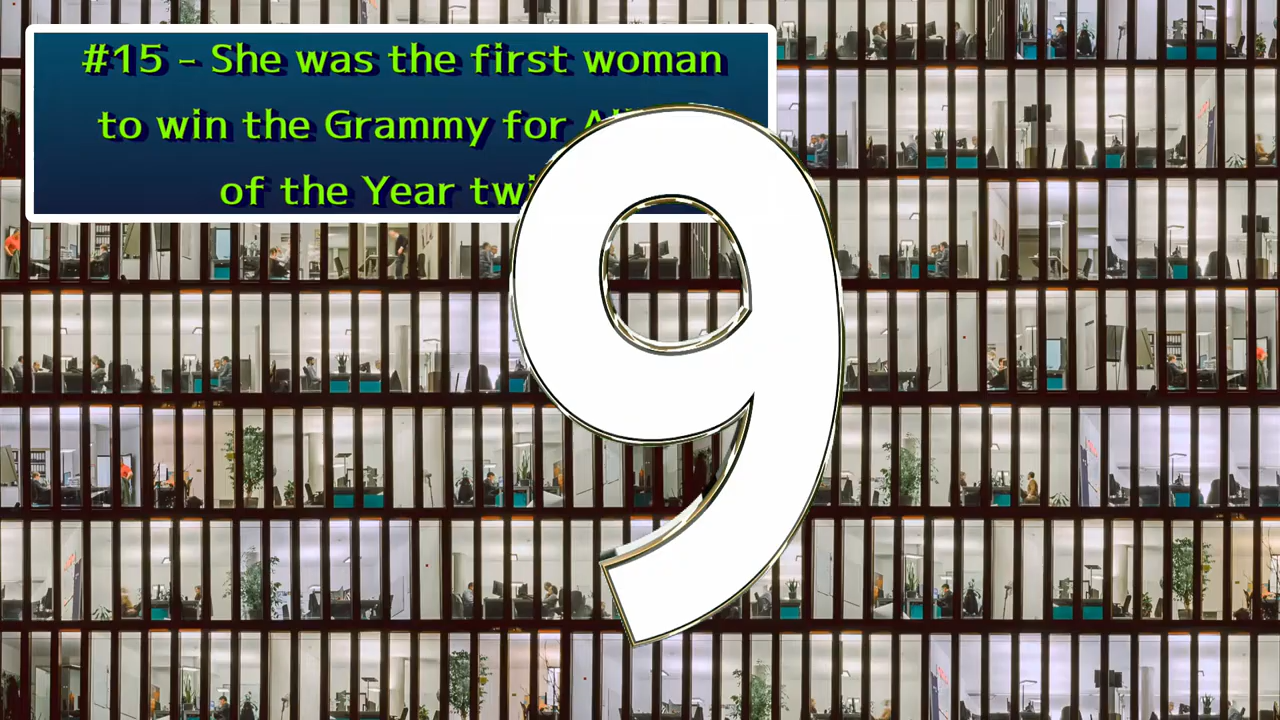 #15 - She was the first woman
to win the Grammy for
of the Year
9